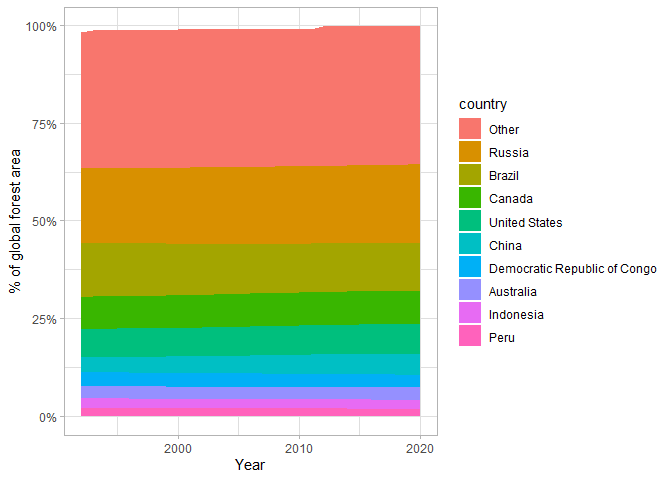 100%
75%
50%
25%
0%
% of global forest area
2000
2010
2020
Year
country
Other
Russia
Brazil
Canada
United States
China
Democratic Republic of Congo
Australia
Indonesia
Peru